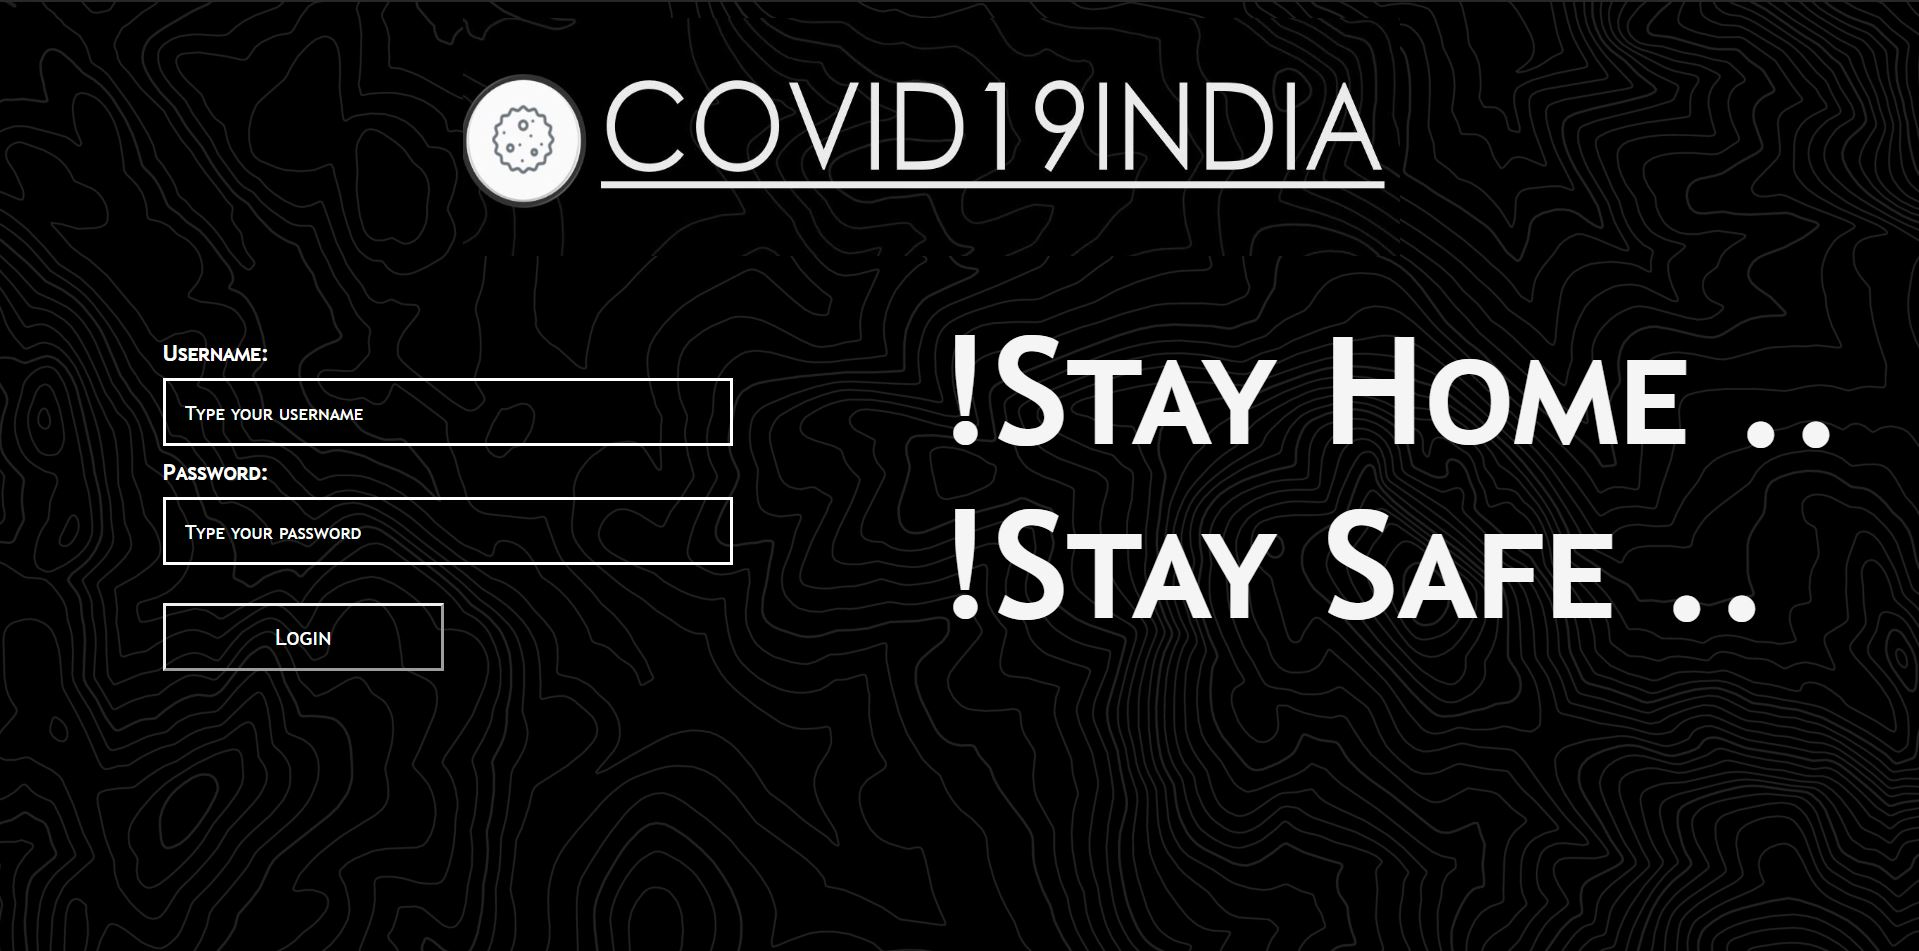 COVID19INDIA
Username:
Type your username
Password:
Type your password
Login
!Stay Home ..
!Stay Safe ..